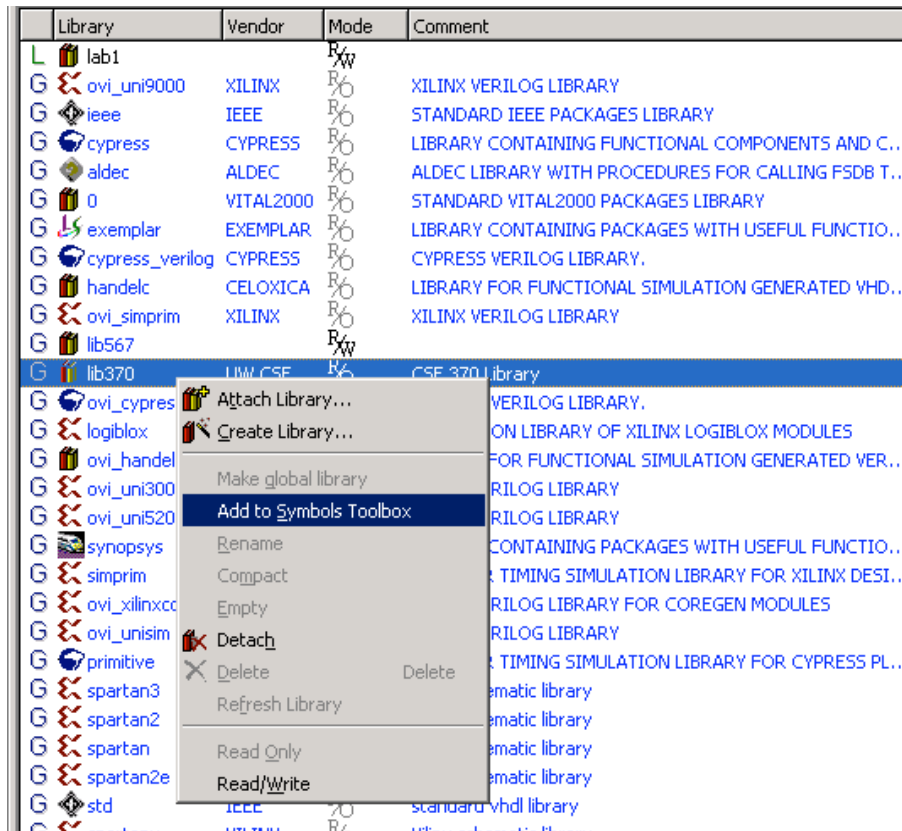 Library Vendor Mode Comment
L lab1 R/W
G ovi_uni9000 XILINX R/O XILINX VERILOG LIBRARY
G ieee IEEE R/O STANDARD IEEE PACKAGES LIBRARY
G cypress CYPRESS R/O LIBRARY CONTAINING FUNCTIONAL COMPONENTS AND C..
G aldec ALDEC R/O ALDEC LIBRARY WITH PROCEDURES FOR CALLING FSDB T..
G 0 VITAL2000 R/O STANDARD VITAL2000 PACKAGES LIBRARY
G exemplar EXEMPLAR R/O LIBRARY CONTAINING PACKAGES WITH USEFUL FUNCTIO..
G cypress_verilog CYPRESS R/O CYPRESS VERILOG LIBRARY.
G handelc CELOXICA R/O LIBRARY FOR FUNCTIONAL SIMULATION GENERATED VHD..
G ovi_simprim XILINX R/O XILINX VERILOG LIBRARY
G lib567 R/W
G lib370 UW CSE R/O CSE 370 Library
G ovi_cypres VERILOG LIBRARY.
G logiblox ON LIBRARY OF XILINX LOGIBLOX MODULES
G ovi_handel FOR FUNCTIONAL SIMULATION GENERATED VER..
G ovi_uni300 RILOG LIBRARY
G ovi_uni520 RILOG LIBRARY
G synopsys CONTAINING PACKAGES WITH USEFUL FUNCTIO..
G simprim TIMING SIMULATION LIBRARY FOR XILINX DESI..
G ovi_xilinxco RILOG LIBRARY FOR COREGEN MODULES
G ovi_unisim RILOG LIBRARY
G primitive TIMING SIMULATION LIBRARY FOR CYPRESS PL..
G spartan3 ematic library
G spartan2 ematic library
G spartan ematic library
G spartan2e ematic library
G std IEEE R/O standard vhdl library
Attach Library...
Create Library...
Make global library
Add to Symbols Toolbox
Rename
Compact
Empty
Detach
Delete Delete
Refresh Library
Read Only
Read/Write